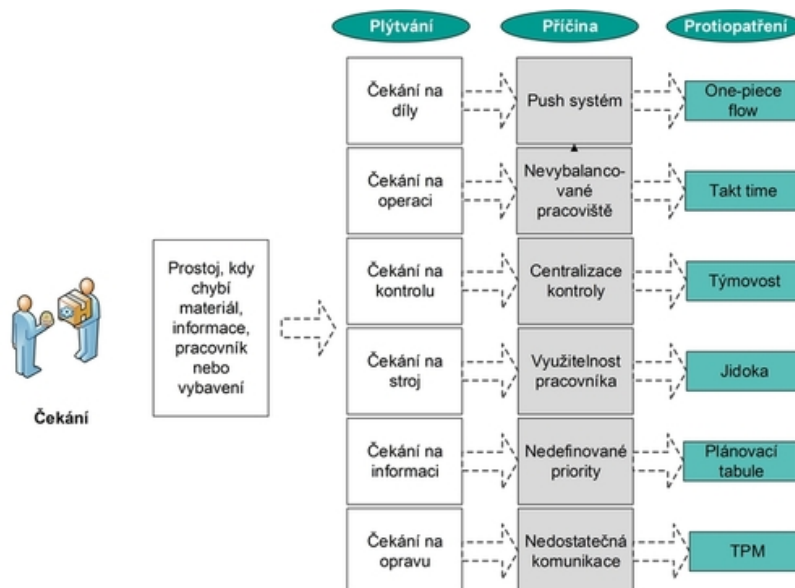 Plýtvání
Příčina
Protiopatření
Čekání na
díly
Push systém
One-piece
flow
Čekání na
operaci
Nevybalanco-
vané
pracoviště
Takt time
Prostoj, kdy
chybí
materiál,
informace,
pracovník
nebo
vybavení
Čekání
Čekání na
kontrolu
Centralizace
kontroly
Týmovost
Čekání na
stroj
Využitelnost
pracovníka
Jidoka
Čekání na
informaci
Nedefinované
priority
Plánovací
tabule
Čekání na
opravu
Nedostatečná
komunikace
TPM